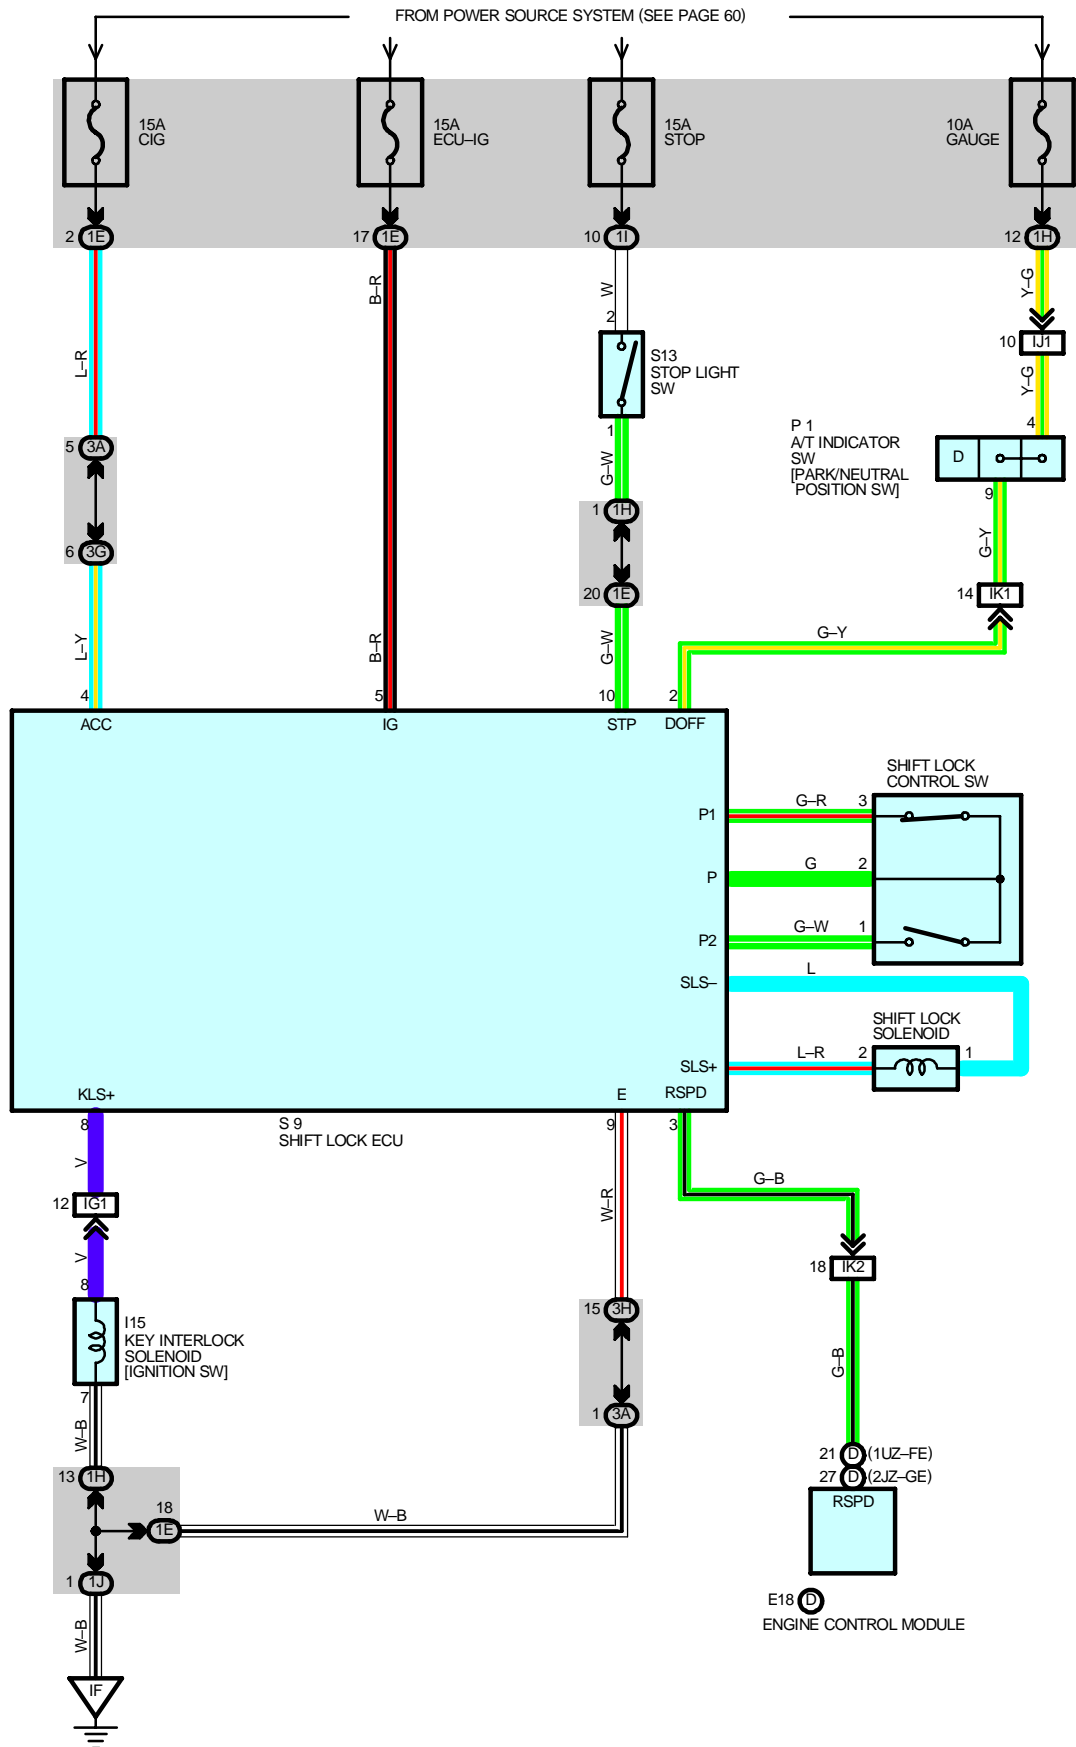 FROM POWER SOURCE SYSTEM (SEE PAGE 60)
15A
CIG
15A
ECU–IG
15A
STOP
10A
GAUGE
2 1E
17 1E
10 1I
12 1H
L–R
B–R
W
Y–G
2
10 IJ1
S13
STOP LIGHT
SW
Y–G
1
4
P 1
A/T INDICATOR
SW
[PARK/NEUTRAL
POSITION SW]
D
5 3A
G–W
9
1 1H
G–Y
6 3G
20 1E
14 IK1
L–Y
B–R
G–W
G–Y
4
5
10
2
ACC
IG
STP
DOFF
SHIFT LOCK
CONTROL SW
P1
G–R
3
P
G
2
P2
G–W
1
SLS–
L
SHIFT LOCK
SOLENOID
SLS+
L–R
2
1
KLS+
E
RSPD
8
S 9
SHIFT LOCK ECU
9
3
V
G–B
12 IG1
W–R
V
18 IK2
8
15 3H
I15
KEY INTERLOCK
SOLENOID
[IGNITION SW]
G–B
7
1 3A
W–B
21 D (1UZ–FE)
13 1H
27 D (2JZ–GE)
RSPD
18
1E
W–B
1 1J
E18 D
ENGINE CONTROL MODULE
W–B
IF